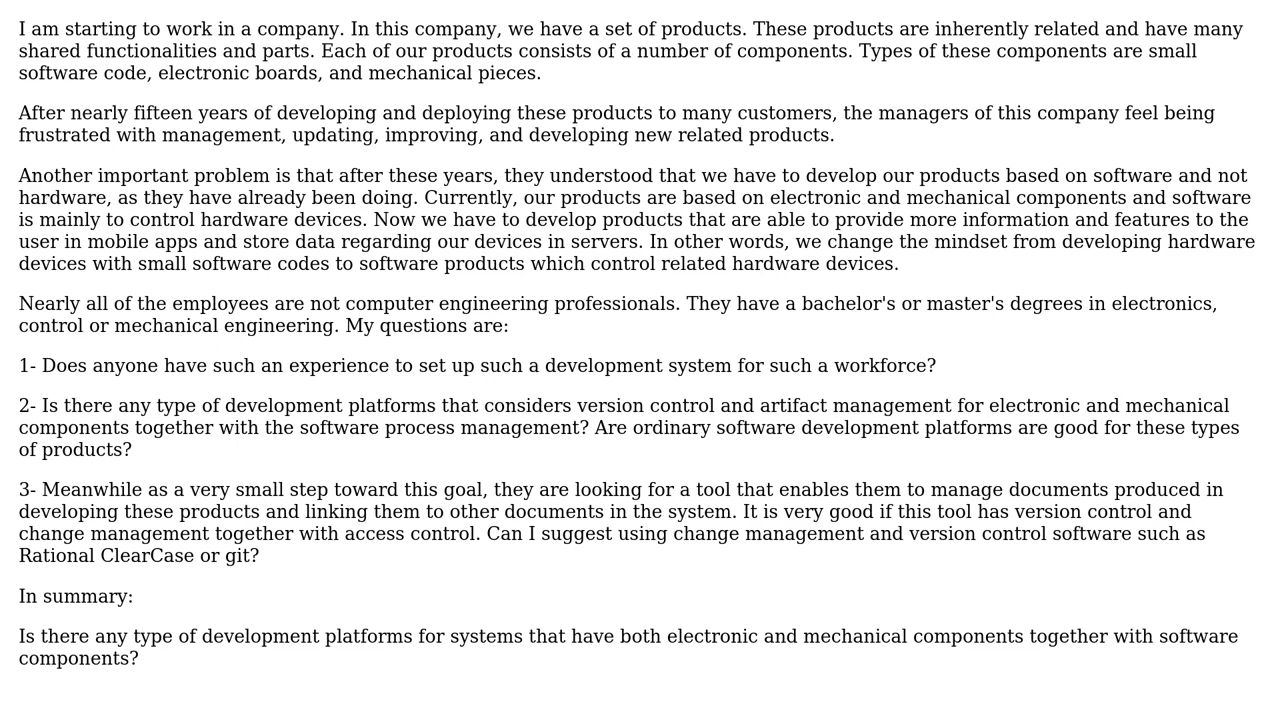 I am starting to work in a company. In this company, we have a set of products. These products are inherently related and have many
shared functionalities and parts. Each of our products consists of a number of components. Types of these components are small
software code, electronic boards, and mechanical pieces.
After nearly fifteen years of developing and deploying these products to many customers, the managers of this company feel being
frustrated with management, updating, improving, and developing new related products.
Another important problem is that after these years, they understood that we have to develop our products based on software and not
hardware, as they have already been doing. Currently, our products are based on electronic and mechanical components and software
is mainly to control hardware devices. Now we have to develop products that are able to provide more information and features to the
user in mobile apps and store data regarding our devices in servers. In other words, we change the mindset from developing hardware
devices with small software codes to software products which control related hardware devices.
Nearly all of the employees are not computer engineering professionals. They have a bachelor's or master's degrees in electronics,
control or mechanical engineering. My questions are:
1- Does anyone have such an experience to set up such a development system for such a workforce?
2- Is there any type of development platforms that considers version control and artifact management for electronic and mechanical
components together with the software process management? Are ordinary software development platforms are good for these types
of products?
3- Meanwhile as a very small step toward this goal, they are looking for a tool that enables them to manage documents produced in
developing these products and linking them to other documents in the system. It is very good if this tool has version control and
change management together with access control. Can I suggest using change management and version control software such as
Rational ClearCase or git?
In summary:
Is there any type of development platforms for systems that have both electronic and mechanical components together with software
components?